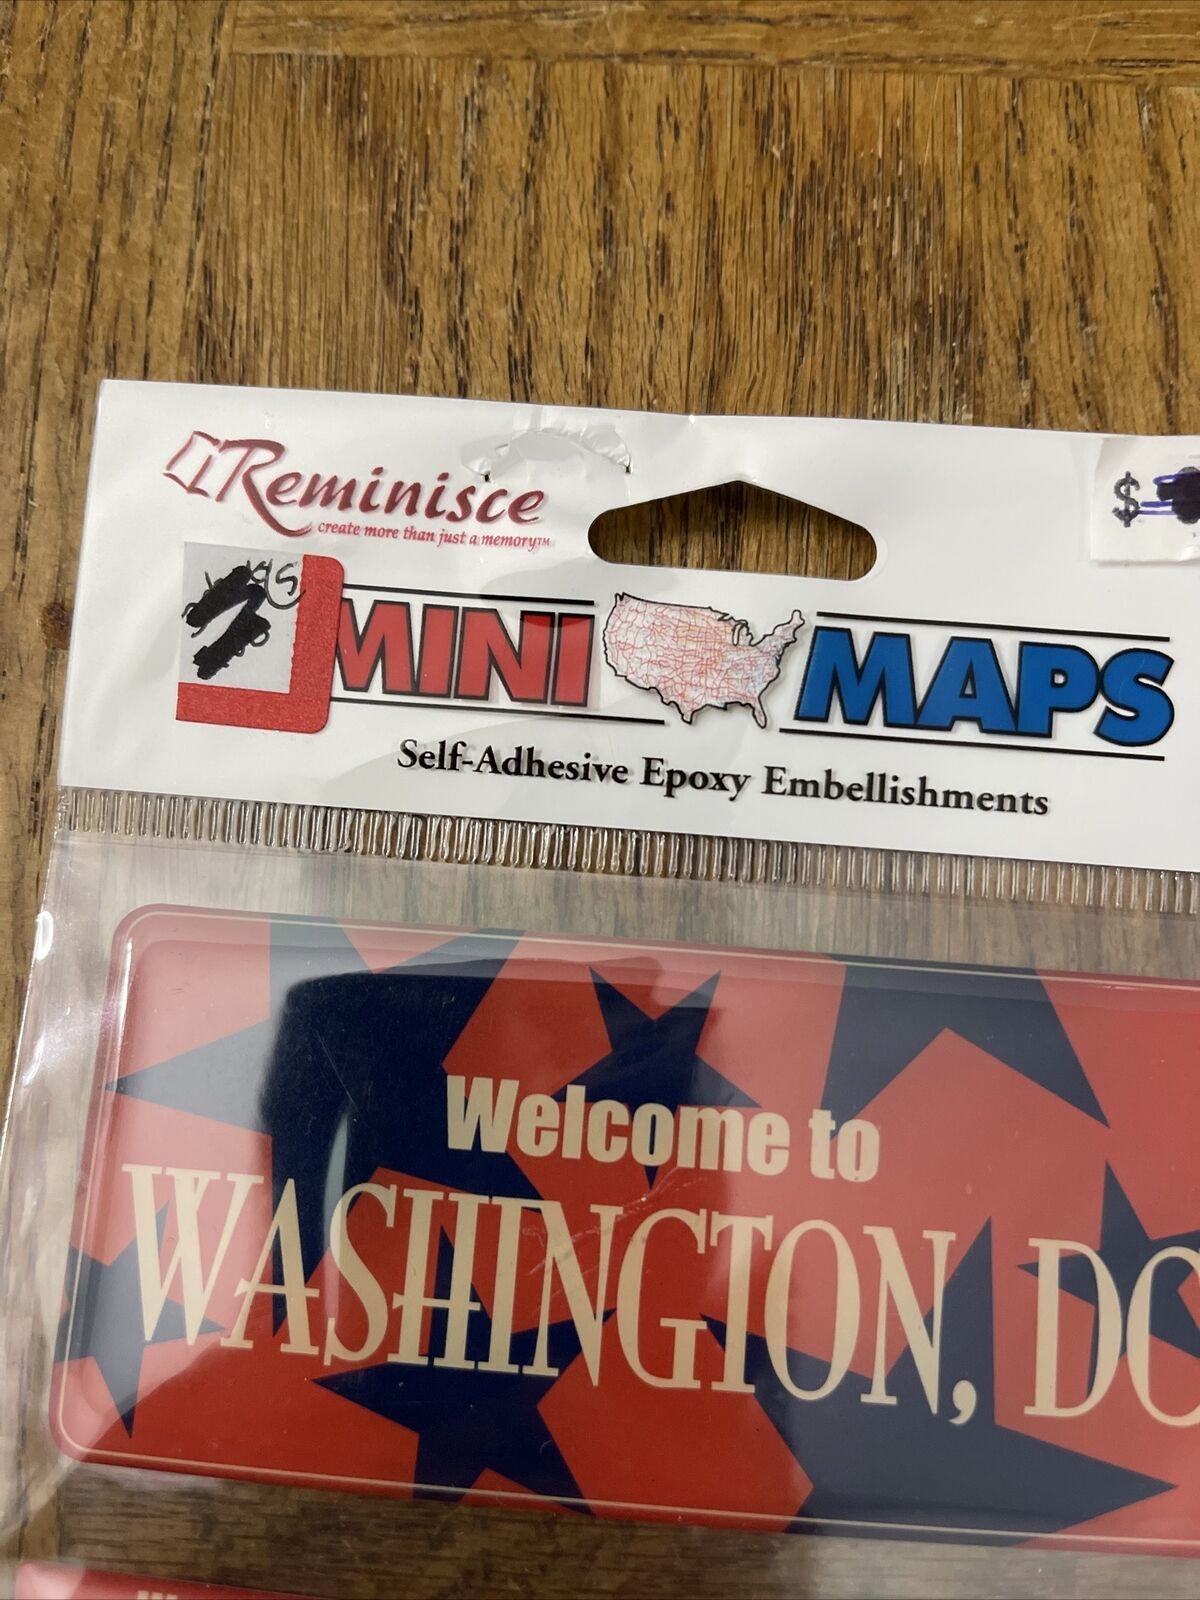 Reminisce
create more than just a memory™
$
MINI MAPS
Self-Adhesive Epoxy Embellishments
Welcome to
WASHINGTON, DC